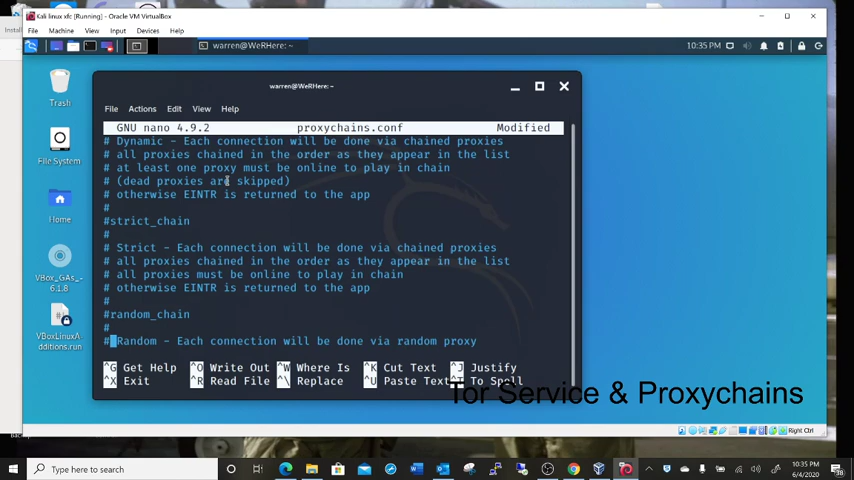 Kali linux xfc [Running] - Oracle VM VirtualBox
File Machine View Input Devices Help
warren@WeRHere: ~
10:35 PM
Trash
File System
Home
VBox_GAs_-
6.1.8
VBoxLinuxA
dditions.run
warren@WeRHere: ~
File Actions Edit View Help
GNU nano 4.9.2 proxychains.conf Modified
# Dynamic - Each connection will be done via chained proxies
# all proxies chained in the order as they appear in the list
# at least one proxy must be online to play in chain
# (dead proxies are skipped)
# otherwise EINTR is returned to the app
#
#strict_chain
#
# Strict - Each connection will be done via chained proxies
# all proxies chained in the order as they appear in the list
# all proxies must be online to play in chain
# otherwise EINTR is returned to the app
#
#random_chain
#
# Random - Each connection will be done via random proxy
^G Get Help ^O Write Out ^W Where Is ^K Cut Text ^J Justify
^X Exit ^R Read File ^\ Replace ^U Paste Text ^T To Spell
Tor Service & Proxychains
Right Ctrl
Type here to search
10:35 PM
6/4/2020